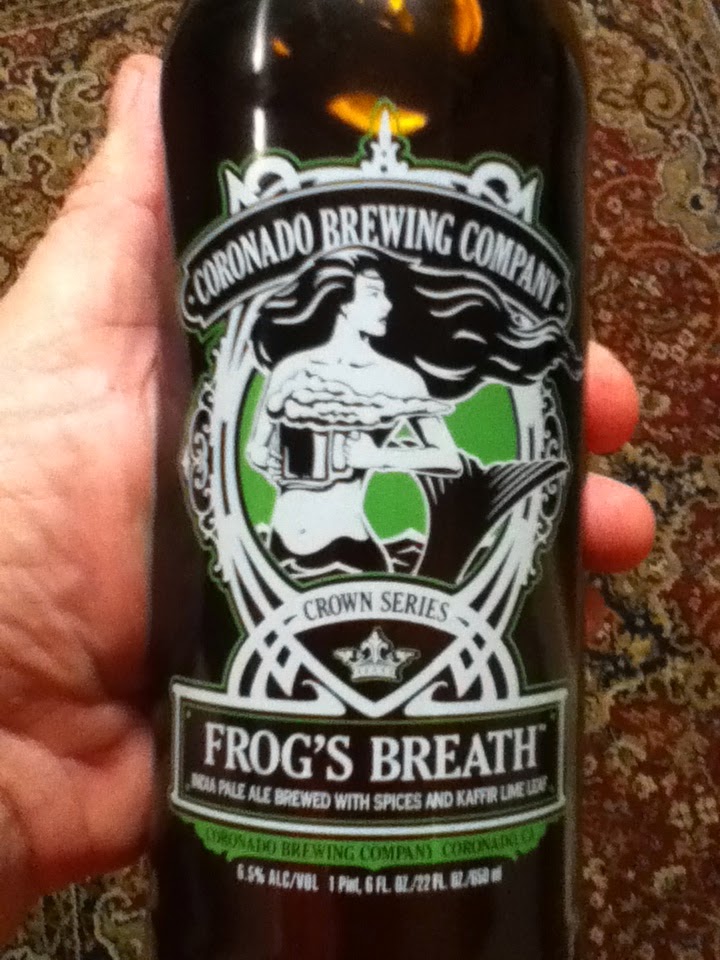 · CORONADO BREWING COMPANY ·
CROWN SERIES
FROG'S BREATH™
INDIA PALE ALE BREWED WITH SPICES AND KAFFIR LIME LEAF
CORONADO BREWING COMPANY CORONADO, CA
6.5% ALC/VOL 1 Pint, 6 FL. OZ./22 FL. OZ./650 ml